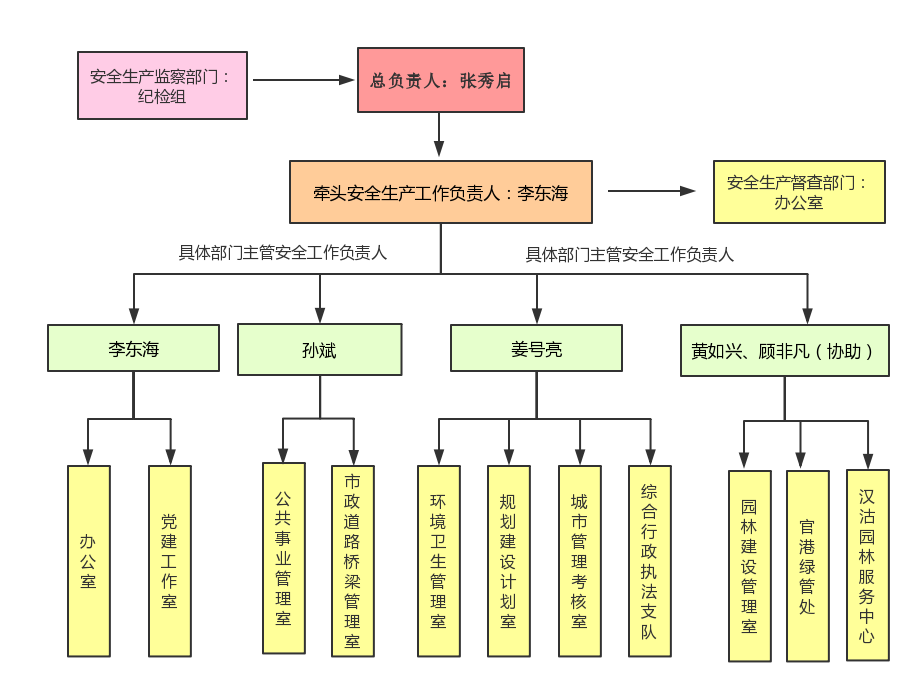 安全生产监察部门：
纪检组
总负责人：张秀启
牵头安全生产工作负责人：李东海
安全生产督查部门：
办公室
具体部门主管安全工作负责人
具体部门主管安全工作负责人
李东海
孙斌
姜号亮
黄如兴、顾非凡（协助）
办公室
党建工作室
公共事业管理室
市政道路桥梁管理室
环境卫生管理室
规划建设计划室
城市管理考核室
综合行政执法支队
园林建设管理室
官港绿管处
汉沽园林服务中心